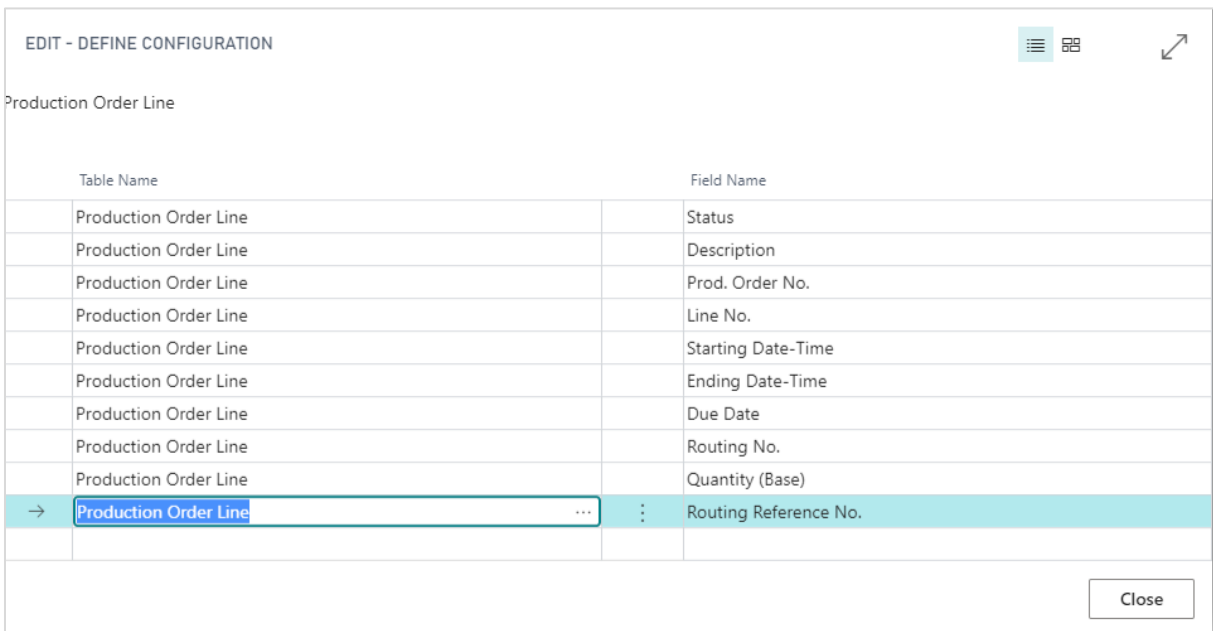 EDIT - DEFINE CONFIGURATION
Production Order Line
Table Name Field Name
Production Order Line Status
Production Order Line Description
Production Order Line Prod. Order No.
Production Order Line Line No.
Production Order Line Starting Date-Time
Production Order Line Ending Date-Time
Production Order Line Due Date
Production Order Line Routing No.
Production Order Line Quantity (Base)
Production Order Line Routing Reference No.
Close